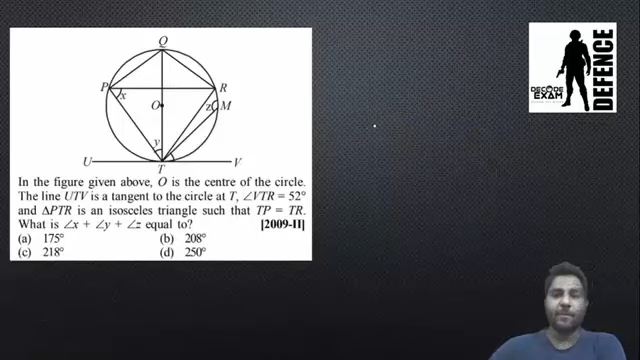 Q
P
x
R
O
z
M
y
U
T
V
In the figure given above, O is the centre of the circle.
The line UTV is a tangent to the circle at T, ∠VTR = 52°
and ΔPTR is an isosceles triangle such that TP = TR.
What is ∠x + ∠y + ∠z equal to? [2009-II]
(a) 175° (b) 208°
(c) 218° (d) 250°
DECODE
EXAM
DEFENCE